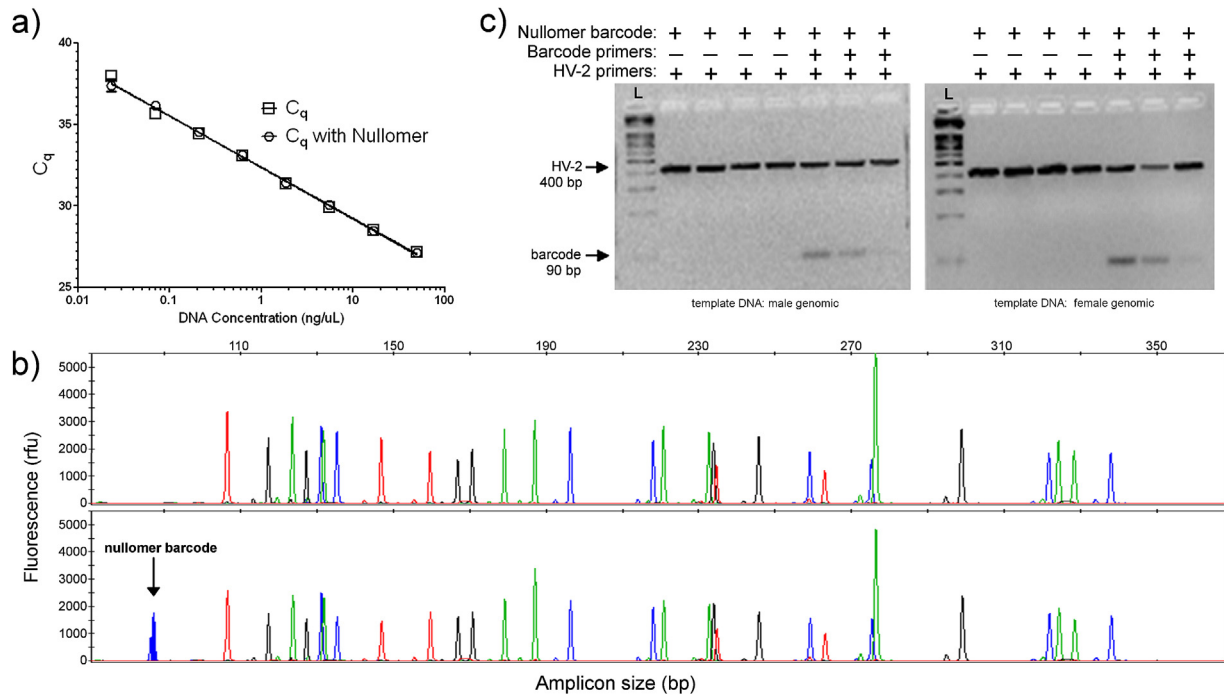 a)
40
35
30
25
Cq
0.01 0.1 1 10 100
DNA Concentration (ng/uL)
Cq
Cq with Nullomer
c)
Nullomer barcode: + + + + + + + + + + + + + +
Barcode primers: – – – – + + + – – – – + + +
HV-2 primers: + + + + + + + + + + + + + +
L
L
HV-2
400 bp
barcode
90 bp
template DNA: male genomic
template DNA: female genomic
b)
110 150 190 230 270 310 350
5000
4000
3000
2000
1000
0
nullomer barcode
5000
4000
3000
2000
1000
0
Fluorescence (rfu)
Amplicon size (bp)